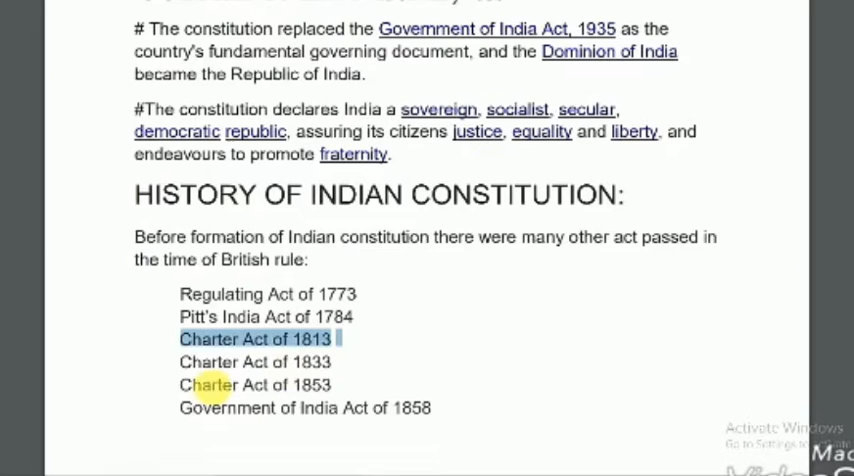 # The constitution replaced the Government of India Act, 1935 as the
country's fundamental governing document, and the Dominion of India
became the Republic of India.
#The constitution declares India a sovereign, socialist, secular,
democratic republic, assuring its citizens justice, equality and liberty, and
endeavours to promote fraternity.
HISTORY OF INDIAN CONSTITUTION:
Before formation of Indian constitution there were many other act passed in
the time of British rule:
Regulating Act of 1773
Pitt's India Act of 1784
Charter Act of 1813
Charter Act of 1833
Charter Act of 1853
Government of India Act of 1858
Activate Windows
Go to Settings to activate